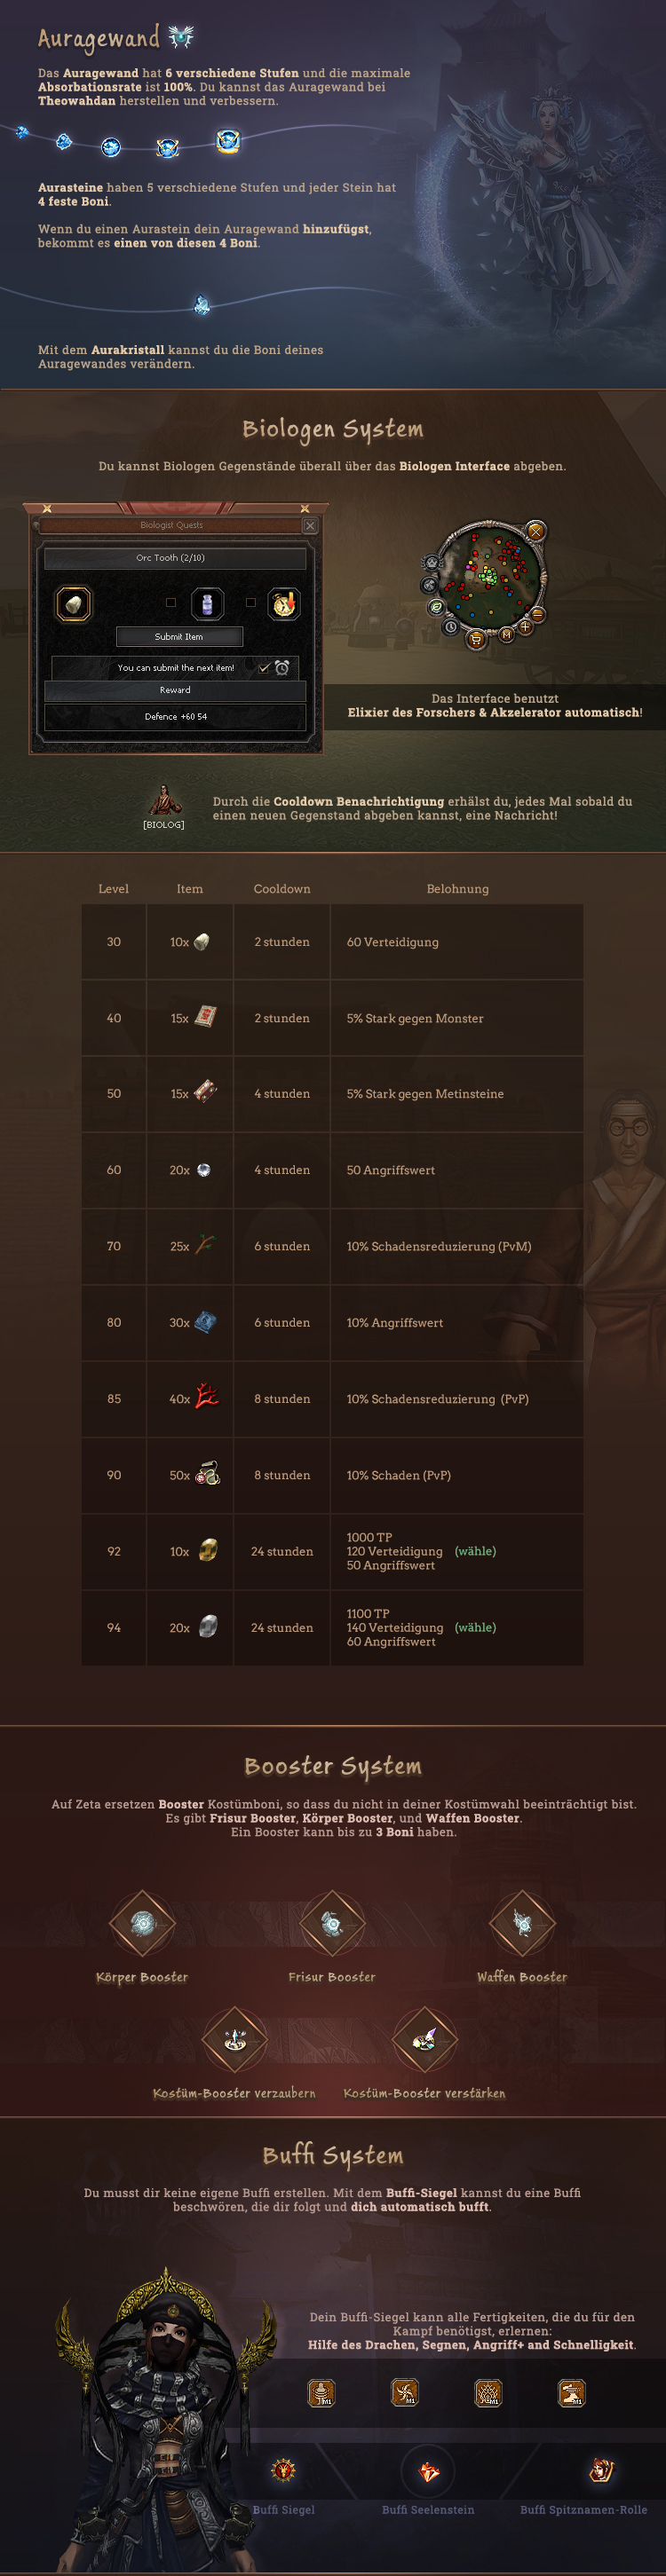 Auragewand
Das Auragewand hat 6 verschiedene Stufen und die maximale
Absorbationsrate ist 100%. Du kannst das Auragewand bei
Theowahdan herstellen und verbessern.
Aurasteine haben 5 verschiedene Stufen und jeder Stein hat
4 feste Boni.
Wenn du einen Aurastein dein Auragewand hinzufügst,
bekommt es einen von diesen 4 Boni.
Mit dem Aurakristall kannst du die Boni deines
Auragewandes verändern.
Biologen System
Du kannst Biologen Gegenstände überall über das Biologen Interface abgeben.
Biologist Quests
Orc Tooth (2/10)
Submit Item
You can submit the next item!
Reward
Defence +60 54
Das Interface benutzt
Elixier des Forschers & Akzelerator automatisch!
[BIOLOG]
Durch die Cooldown Benachrichtigung erhälst du, jedes Mal sobald du
einen neuen Gegenstand abgeben kannst, eine Nachricht!
Level Item Cooldown Belohnung
30 10x 2 stunden 60 Verteidigung
40 15x 2 stunden 5% Stark gegen Monster
50 15x 4 stunden 5% Stark gegen Metinsteine
60 20x 4 stunden 50 Angriffswert
70 25x 6 stunden 10% Schadensreduzierung (PvM)
80 30x 6 stunden 10% Angriffswert
85 40x 8 stunden 10% Schadensreduzierung (PvP)
90 50x 8 stunden 10% Schaden (PvP)
1000 TP
92 10x 24 stunden 120 Verteidigung (wähle)
50 Angriffswert
1100 TP
94 20x 24 stunden 140 Verteidigung (wähle)
60 Angriffswert
Booster System
Auf Zeta ersetzen Booster Kostümboni, so dass du nicht in deiner Kostümwahl beeinträchtigt bist.
Es gibt Frisur Booster, Körper Booster, und Waffen Booster.
Ein Booster kann bis zu 3 Boni haben.
Körper Booster Frisur Booster Waffen Booster
Kostüm-Booster verzaubern Kostüm-Booster verstärken
Buffi System
Du musst dir keine eigene Buffi erstellen. Mit dem Buffi-Siegel kannst du eine Buffi
beschwören, die dir folgt und dich automatisch bufft.
Dein Buffi-Siegel kann alle Fertigkeiten, die du für den
Kampf benötigst, erlernen:
Hilfe des Drachen, Segnen, Angriff+ and Schnelligkeit.
M1 M1 M1 M1
Buffi Siegel Buffi Seelenstein Buffi Spitznamen-Rolle